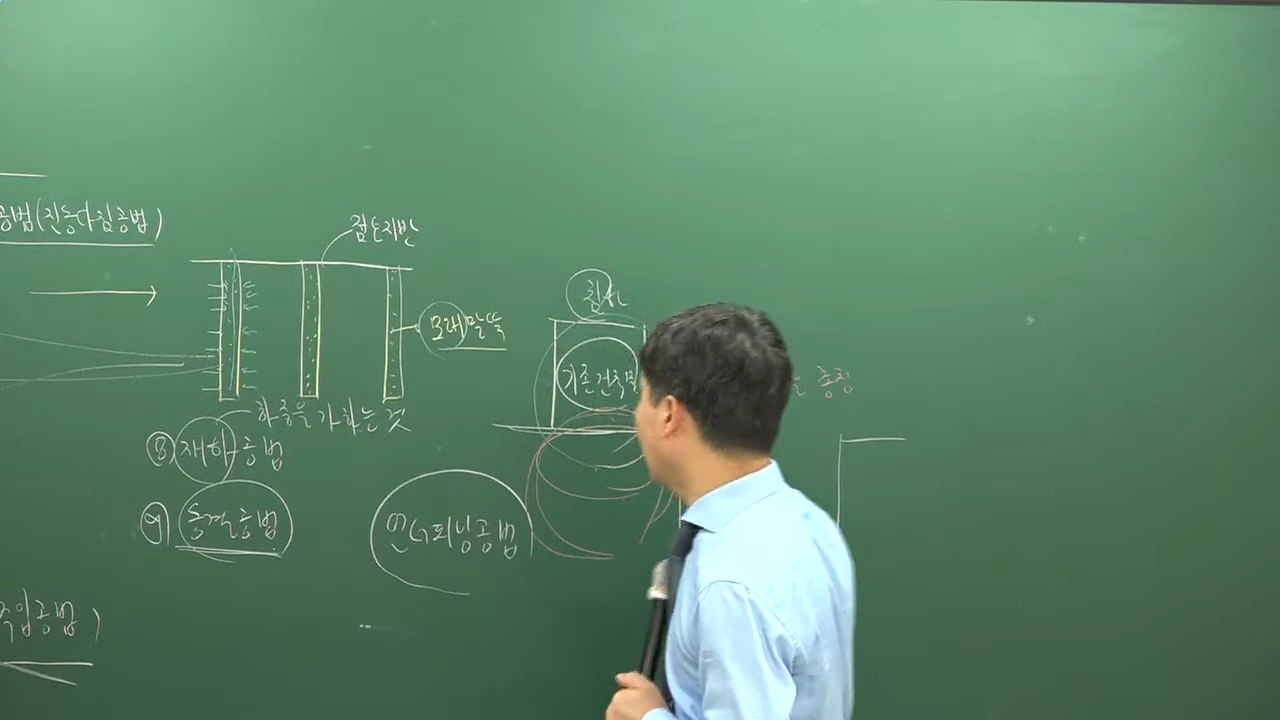 공법(진동다짐공법)
점토지반
모래말뚝
침하
기존건축물
하중을 가하는 것
⑧ 재하공법
⑨ 동결공법
언더피닝공법
주입공법)